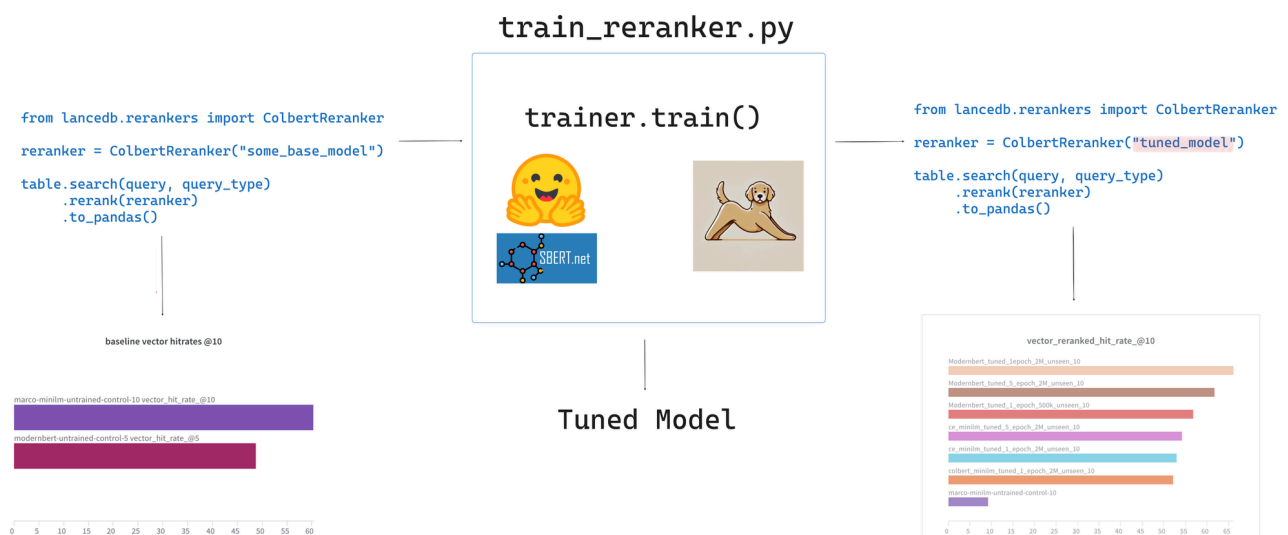 train_reranker.py
from lancedb.rerankers import ColbertReranker
reranker = ColbertReranker("some_base_model")
table.search(query, query_type)
.rerank(reranker)
.to_pandas()
trainer.train()
SBERT.net
from lancedb.rerankers import ColbertReranker
reranker = ColbertReranker("tuned_model")
table.search(query, query_type)
.rerank(reranker)
.to_pandas()
baseline vector hitrates @10
marco-minilm-untrained-control-10 vector_hit_rate_@10
modernbert-untrained-control-5 vector_hit_rate_@5
0 5 10 15 20 25 30 35 40 45 50 55 60
Tuned Model
vector_reranked_hit_rate_@10
Modernbert_tuned_1epoch_2M_unseen_10
Modernbert_tuned_5_epoch_2M_unseen_10
Modernbert_tuned_1_epoch_500k_unseen_10
ce_minilm_tuned_5_epoch_2M_unseen_10
ce_minilm_tuned_1_epoch_2M_unseen_10
colbert_minilm_tuned_1_epoch_2M_unseen_10
marco-minilm-untrained-control-10
0 5 10 15 20 25 30 35 40 45 50 55 60 65